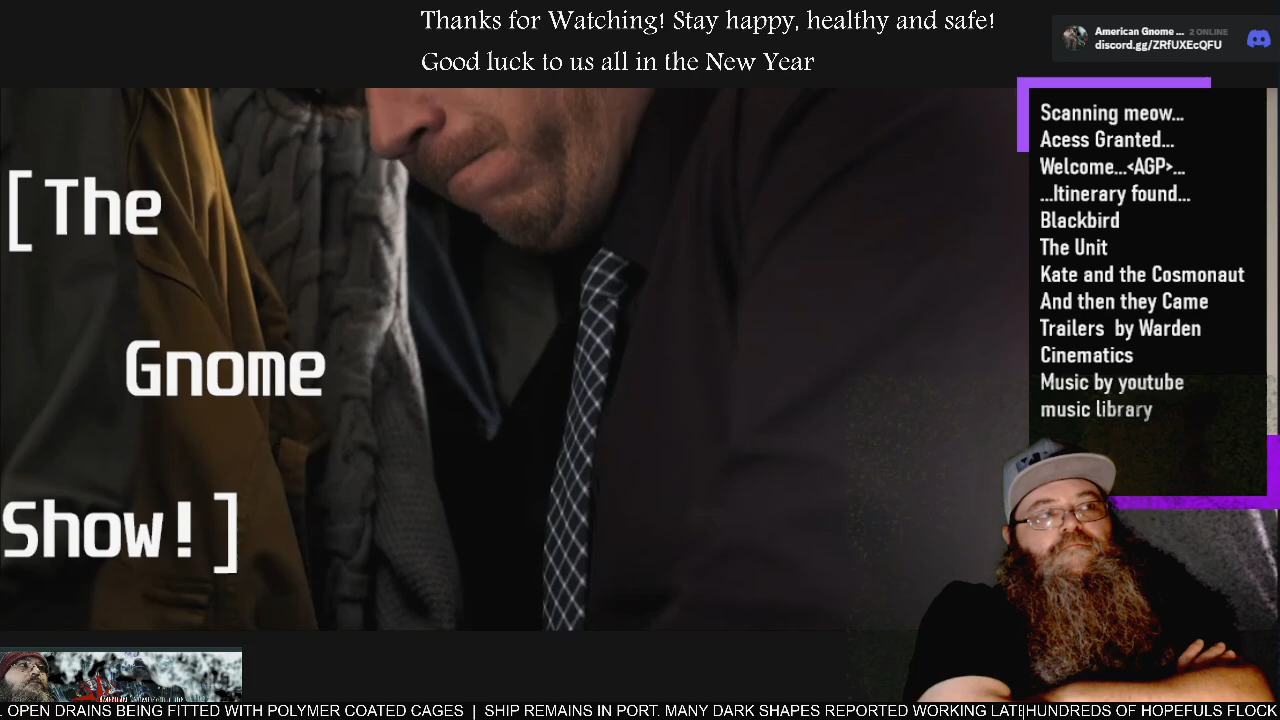 Thanks for Watching! Stay happy, healthy and safe!
Good luck to us all in the New Year
American Gnome ... 2 ONLINE
discord.gg/ZRfUXEcQFU
[The
Gnome
Show!]
Scanning meow...
Acess Granted...
Welcome...<AGP>...
...Itinerary found...
Blackbird
The Unit
Kate and the Cosmonaut
And then they Came
Trailers by Warden
Cinematics
Music by youtube
music library
OPEN DRAINS BEING FITTED WITH POLYMER COATED CAGES | SHIP REMAINS IN PORT. MANY DARK SHAPES REPORTED WORKING LATE|HUNDREDS OF HOPEFULS FLOCK